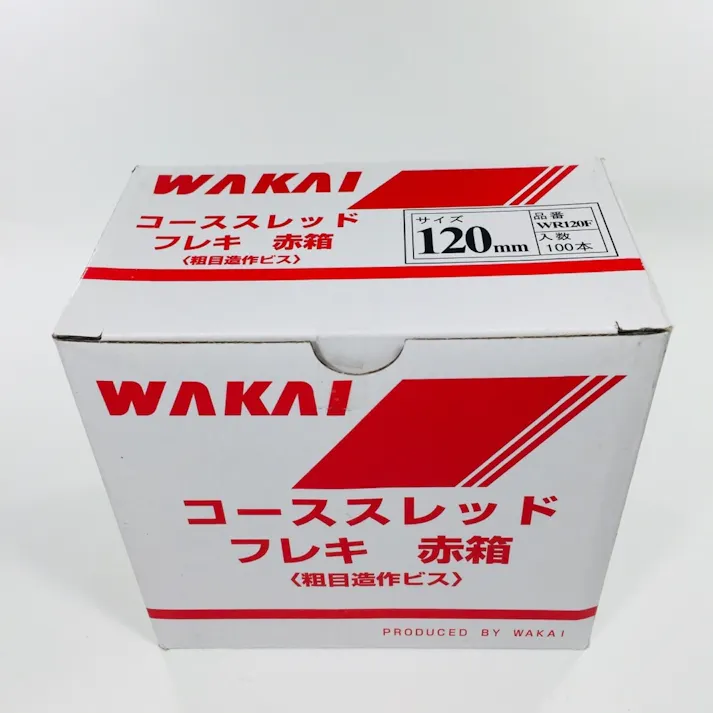 WAKAI
コーススレッド
フレキ 赤箱
〈粗目造作ビス〉
サイズ
120mm
品番
WR120F
入数
100本
WAKAI
コーススレッド
フレキ 赤箱
〈粗目造作ビス〉
PRODUCED BY WAKAI